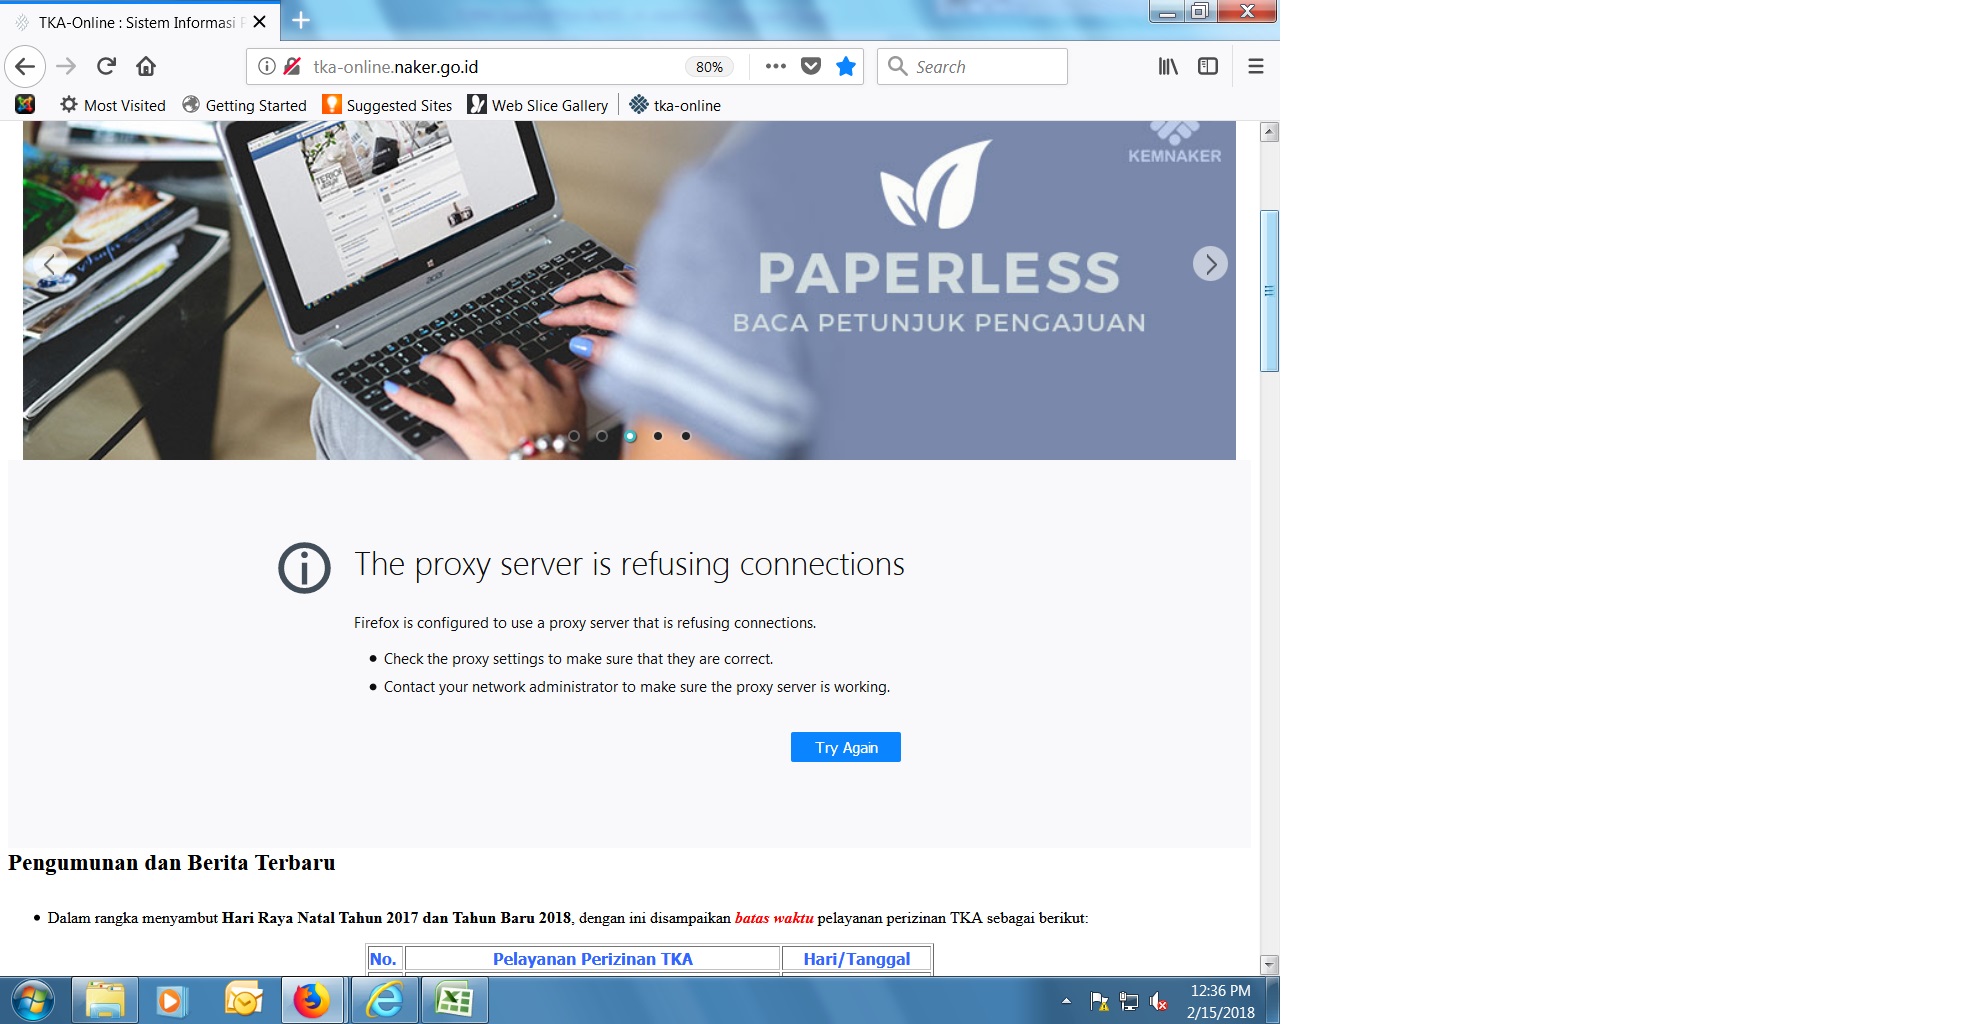 TKA-Online : Sistem Informasi P
tka-online.naker.go.id
80%
Search
Most Visited
Getting Started
Suggested Sites
Web Slice Gallery
tka-online
KEMNAKER
PAPERLESS
BACA PETUNJUK PENGAJUAN
acer
The proxy server is refusing connections
Firefox is configured to use a proxy server that is refusing connections.
Check the proxy settings to make sure that they are correct.
Contact your network administrator to make sure the proxy server is working.
Try Again
Pengumunan dan Berita Terbaru
Dalam rangka menyambut Hari Raya Natal Tahun 2017 dan Tahun Baru 2018, dengan ini disampaikan batas waktu pelayanan perizinan TKA sebagai berikut:
No. Pelayanan Perizinan TKA Hari/Tanggal
12:36 PM
2/15/2018